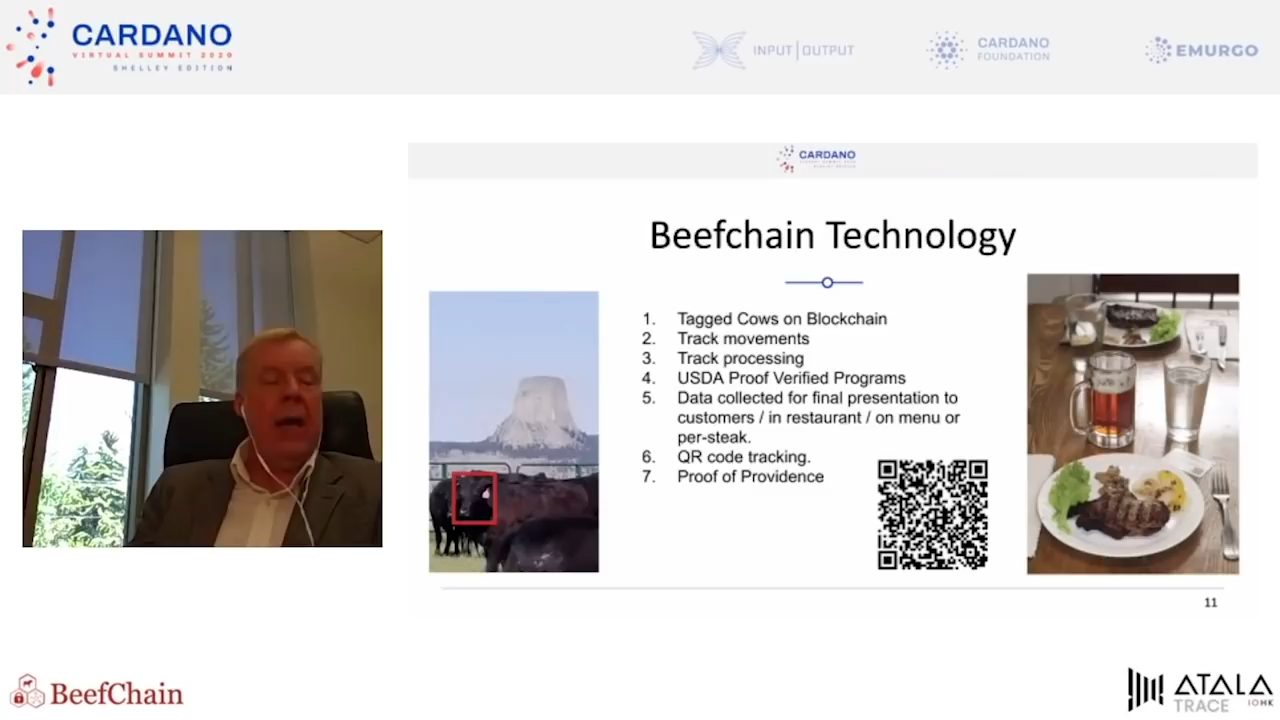 CARDANO
VIRTUAL SUMMIT 2020
SHELLEY EDITION
INPUT | OUTPUT
CARDANO
FOUNDATION
EMURGO
CARDANO
Beefchain Technology
1. Tagged Cows on Blockchain
2. Track movements
3. Track processing
4. USDA Proof Verified Programs
5. Data collected for final presentation to
customers / in restaurant / on menu or
per-steak.
6. QR code tracking.
7. Proof of Providence
11
BeefChain
ATALA
TRACE IOHK